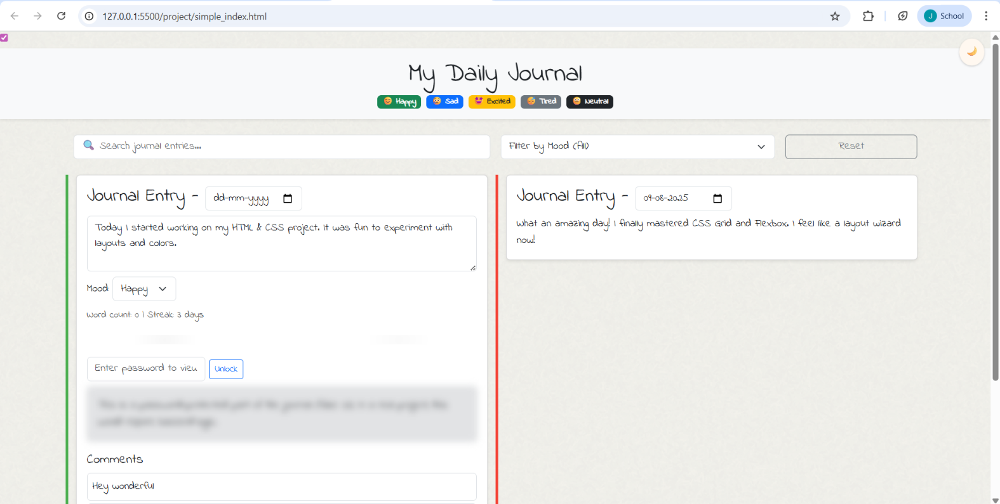 127.0.0.1:5500/project/simple_index.html
J School
My Daily Journal
Happy Sad Excited Tired Neutral
Search journal entries...
Filter by Mood (All)
Reset
Journal Entry - dd-mm-yyyy
Today I started working on my HTML & CSS project. It was fun to experiment with
layouts and colors.
Mood: Happy
Word count: 0 | Streak: 3 days
Enter password to view
Unlock
Comments
Hey wonderful
Journal Entry - 09-08-2025
What an amazing day! I finally mastered CSS Grid and Flexbox. I feel like a layout wizard
now!